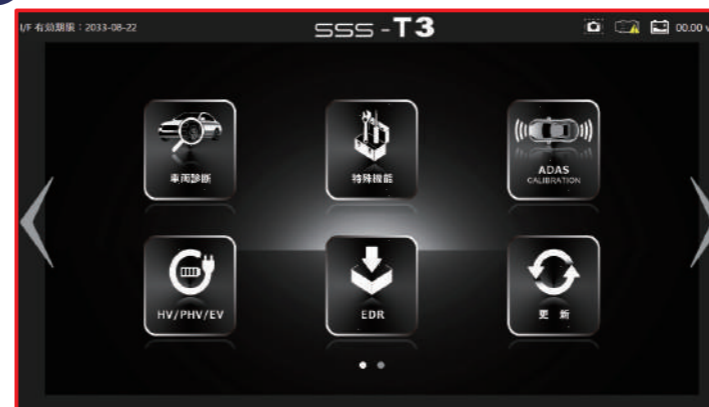 I/F 有効期限：2033-08-22
SSS-T3
00.00 v
車両診断
特殊機能
ADAS
CALIBRATION
HV/PHV/EV
EDR
更 新